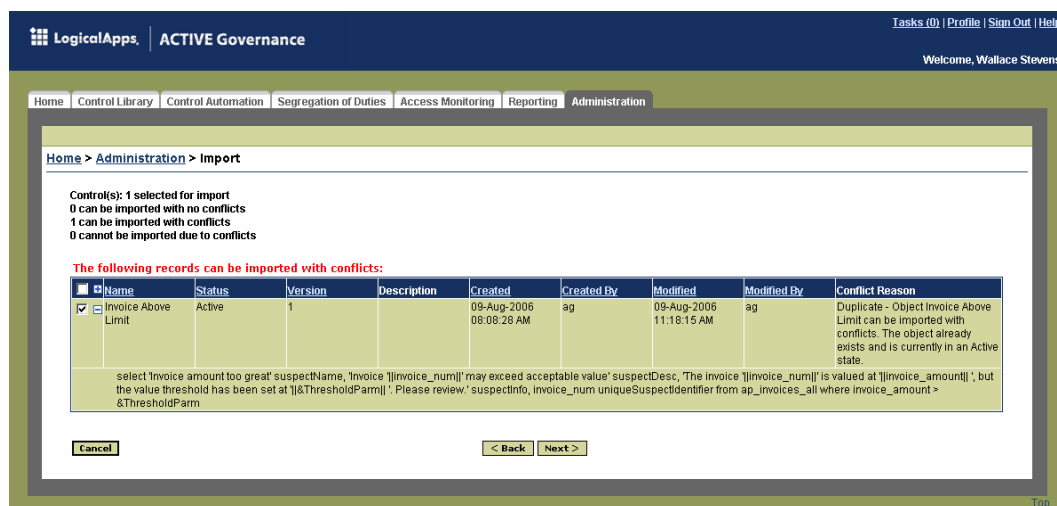 Tasks (0) | Profile | Sign Out | Help
LogicalApps. | ACTIVE Governance
Welcome, Wallace Stevens
Home Control Library Control Automation Segregation of Duties Access Monitoring Reporting Administration
Home > Administration > Import
Control(s): 1 selected for import
0 can be imported with no conflicts
1 can be imported with conflicts
0 cannot be imported due to conflicts
The following records can be imported with conflicts:
Name Status Version Description Created Created By Modified Modified By Conflict Reason
Invoice Above Active 1 09-Aug-2006 ag 09-Aug-2006 ag Duplicate - Object Invoice Above
Limit 08:08:28 AM 11:18:15 AM Limit can be imported with
conflicts. The object already
exists and is currently in an Active
state.
select 'Invoice amount too great' suspectName, 'Invoice '||invoice_num||' may exceed acceptable value' suspectDesc, 'The invoice '||invoice_num||' is valued at '||invoice_amount|| ', but
the value threshold has been set at '||&ThresholdParm|| '. Please review.' suspectInfo, invoice_num uniqueSuspectIdentifier from ap_invoices_all where invoice_amount >
&ThresholdParm
Cancel < Back Next >
Top